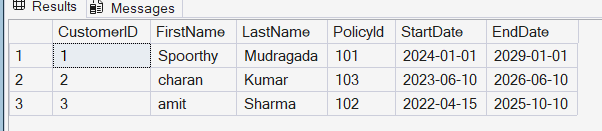 Results Messages
CustomerID FirstName LastName PolicyId StartDate EndDate
1 1 Spoorthy Mudragada 101 2024-01-01 2029-01-01
2 2 charan Kumar 103 2023-06-10 2026-06-10
3 3 amit Sharma 102 2022-04-15 2025-10-10